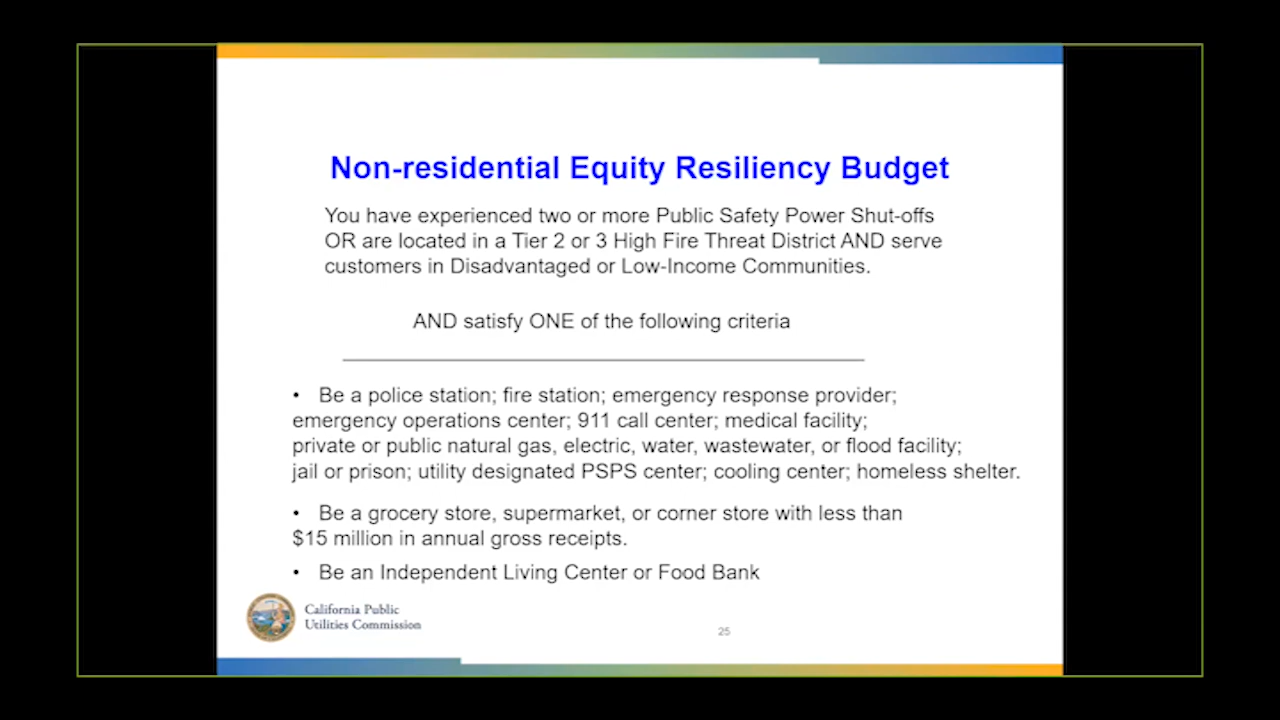 Non-residential Equity Resiliency Budget
You have experienced two or more Public Safety Power Shut-offs
OR are located in a Tier 2 or 3 High Fire Threat District AND serve
customers in Disadvantaged or Low-Income Communities.
AND satisfy ONE of the following criteria
• Be a police station; fire station; emergency response provider;
emergency operations center; 911 call center; medical facility;
private or public natural gas, electric, water, wastewater, or flood facility;
jail or prison; utility designated PSPS center; cooling center; homeless shelter.
• Be a grocery store, supermarket, or corner store with less than
$15 million in annual gross receipts.
• Be an Independent Living Center or Food Bank
California Public
Utilities Commission
25